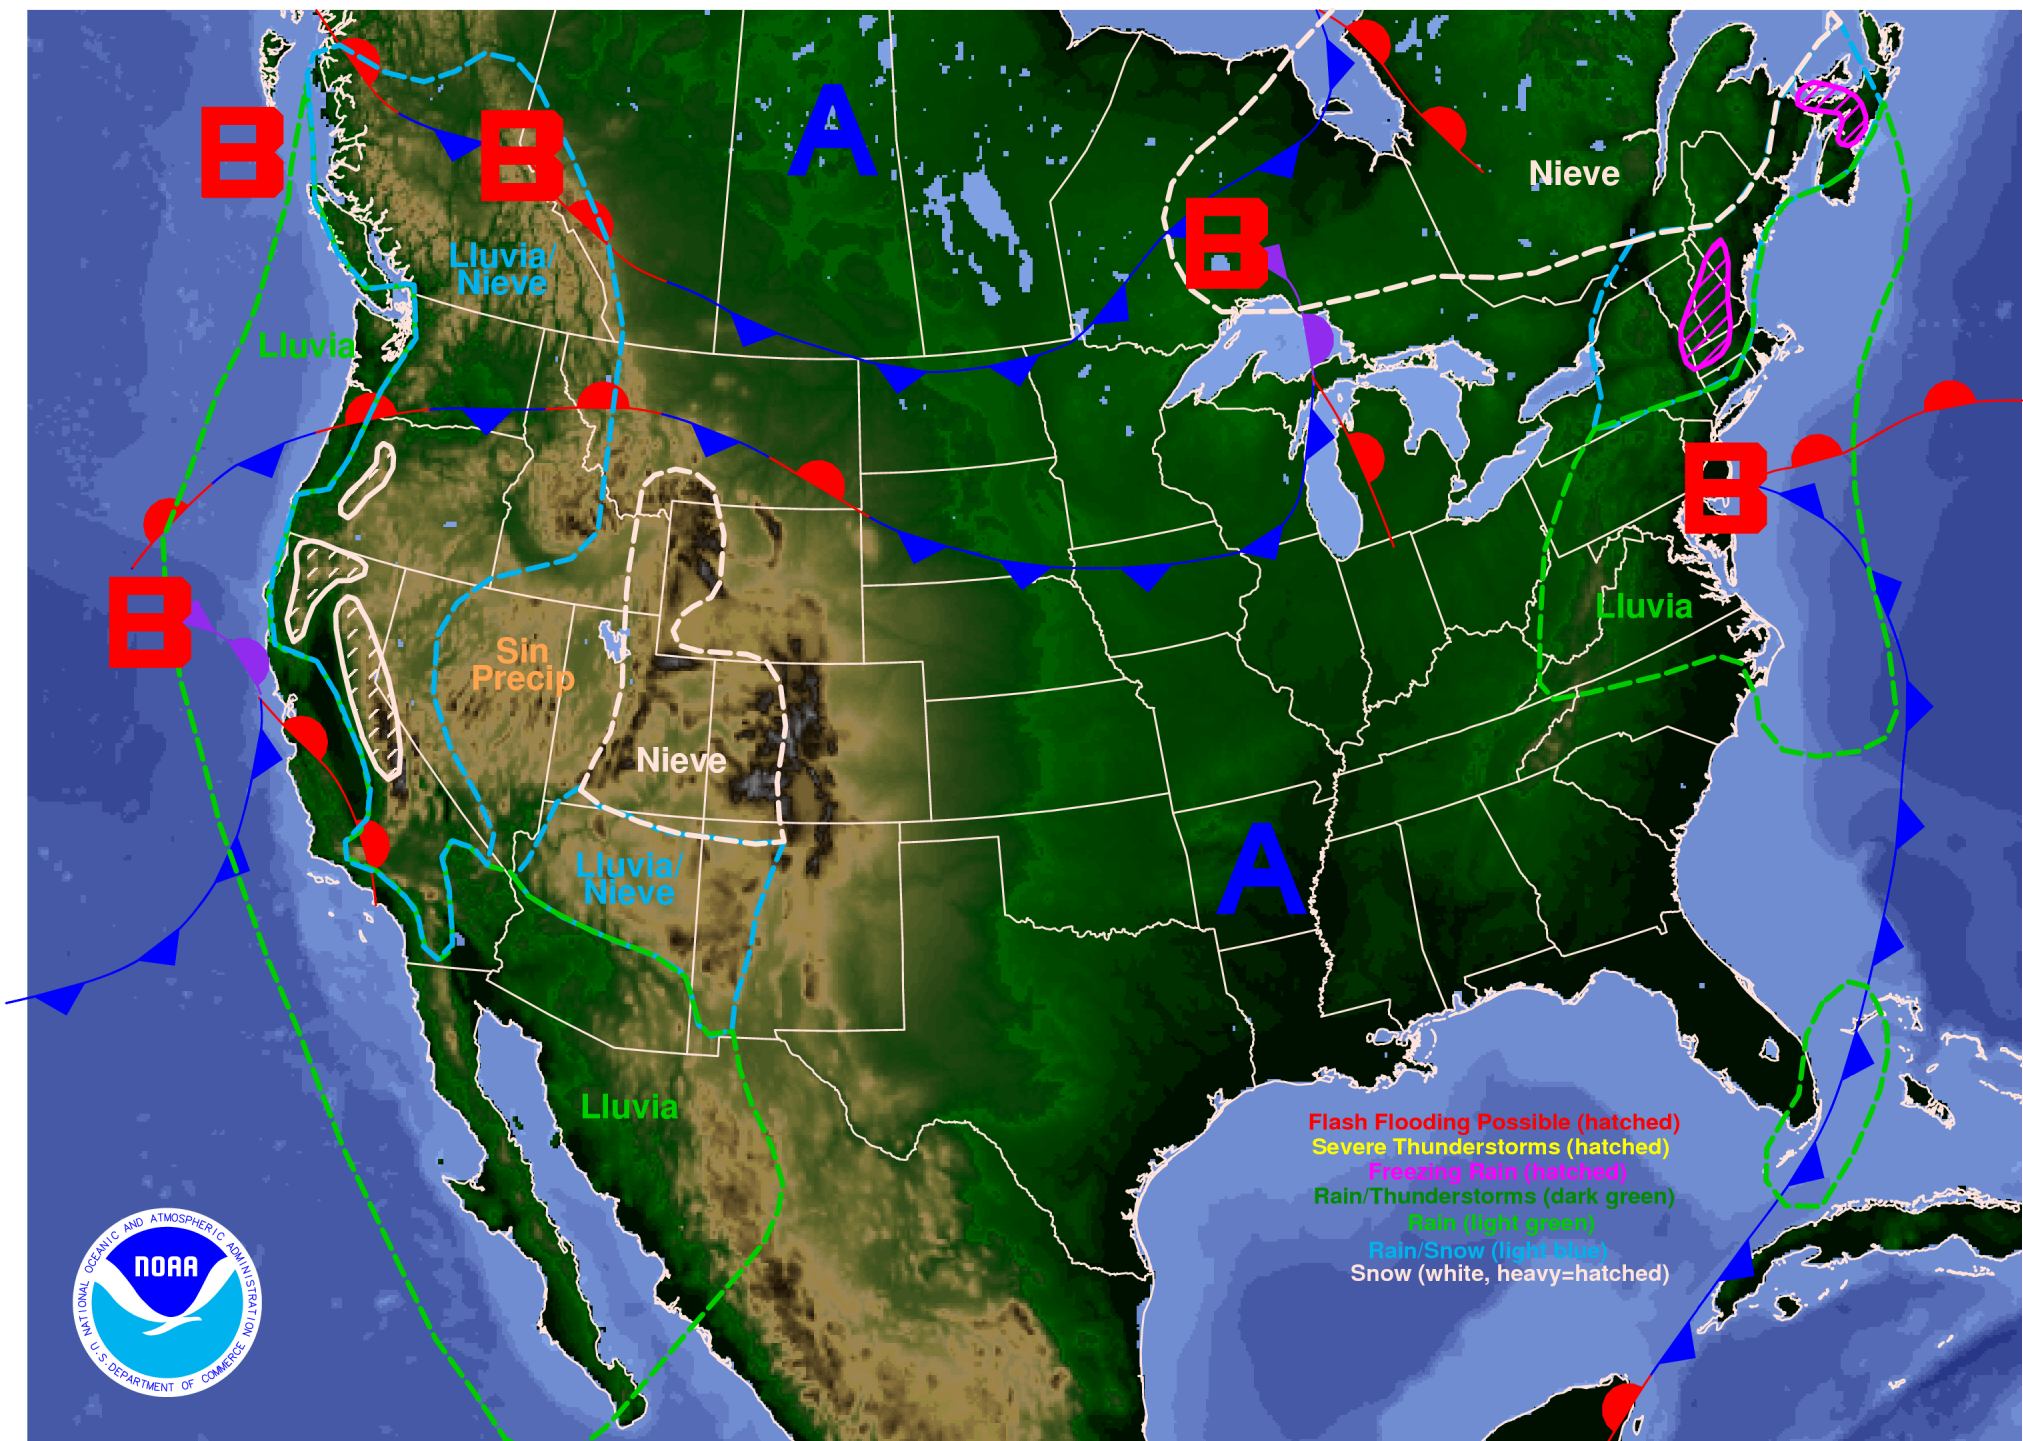 B
B
A
B
Nieve
Lluvia/
Nieve
Lluvia
B
B
Lluvia
Sin
Precip
Nieve
A
Lluvia/
Nieve
Lluvia
Flash Flooding Possible (hatched)
Severe Thunderstorms (hatched)
Freezing Rain (hatched)
Rain/Thunderstorms (dark green)
Rain (light green)
Rain/Snow (light blue)
Snow (white, heavy=hatched)
NATIONAL OCEANIC AND ATMOSPHERIC ADMINISTRATION
NOAA
U.S. DEPARTMENT OF COMMERCE